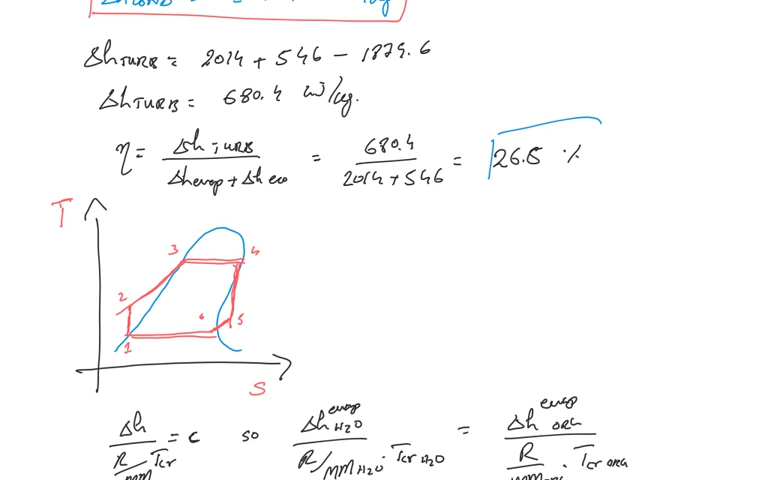 ΔhTURB = 2014 + 546 - 1879.6
ΔhTURB = 680.4 kJ/kg.
η = ΔhTURB / (Δhevap + Δheco) = 680.4 / (2014 + 546) = 26.5 %
T
3 4
2
6 5
1
S
Δh / (R/MM Tcr) = c so Δh evap H2O / (R/MM H2O · Tcr H2O) = Δh evap ORG / (R/ · Tcr ORG)